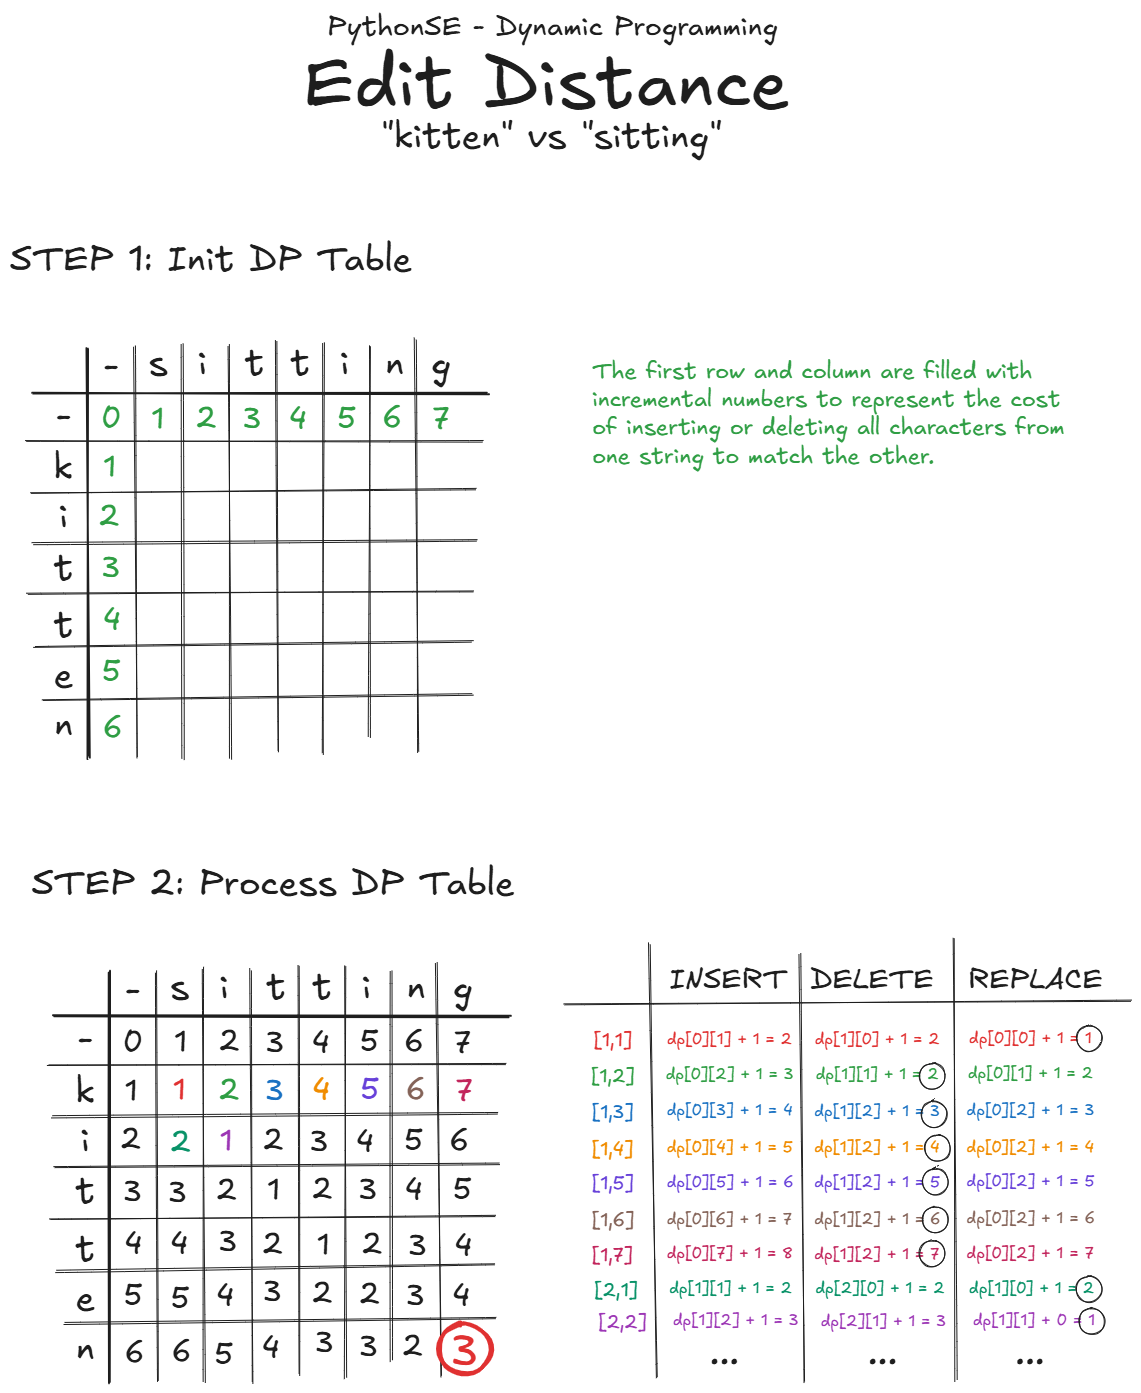 PythonSE - Dynamic Programming
Edit Distance
"kitten" vs "sitting"
STEP 1: Init DP Table
- s i t t i n g
- 0 1 2 3 4 5 6 7
k 1
i 2
t 3
t 4
e 5
n 6
The first row and column are filled with
incremental numbers to represent the cost
of inserting or deleting all characters from
one string to match the other.
STEP 2: Process DP Table
- s i t t i n g
- 0 1 2 3 4 5 6 7
k 1 1 2 3 4 5 6 7
i 2 2 1 2 3 4 5 6
t 3 3 2 1 2 3 4 5
t 4 4 3 2 1 2 3 4
e 5 5 4 3 2 2 3 4
n 6 6 5 4 3 3 2 3
INSERT DELETE REPLACE
[1,1] dp[0][1] + 1 = 2 dp[1][0] + 1 = 2 dp[0][0] + 1 = 1
[1,2] dp[0][2] + 1 = 3 dp[1][1] + 1 = 2 dp[0][1] + 1 = 2
[1,3] dp[0][3] + 1 = 4 dp[1][2] + 1 = 3 dp[0][2] + 1 = 3
[1,4] dp[0][4] + 1 = 5 dp[1][2] + 1 = 4 dp[0][2] + 1 = 4
[1,5] dp[0][5] + 1 = 6 dp[1][2] + 1 = 5 dp[0][2] + 1 = 5
[1,6] dp[0][6] + 1 = 7 dp[1][2] + 1 = 6 dp[0][2] + 1 = 6
[1,7] dp[0][7] + 1 = 8 dp[1][2] + 1 = 7 dp[0][2] + 1 = 7
[2,1] dp[1][1] + 1 = 2 dp[2][0] + 1 = 2 dp[1][0] + 1 = 2
[2,2] dp[1][2] + 1 = 3 dp[2][1] + 1 = 3 dp[1][1] + 0 = 1
... ... ...